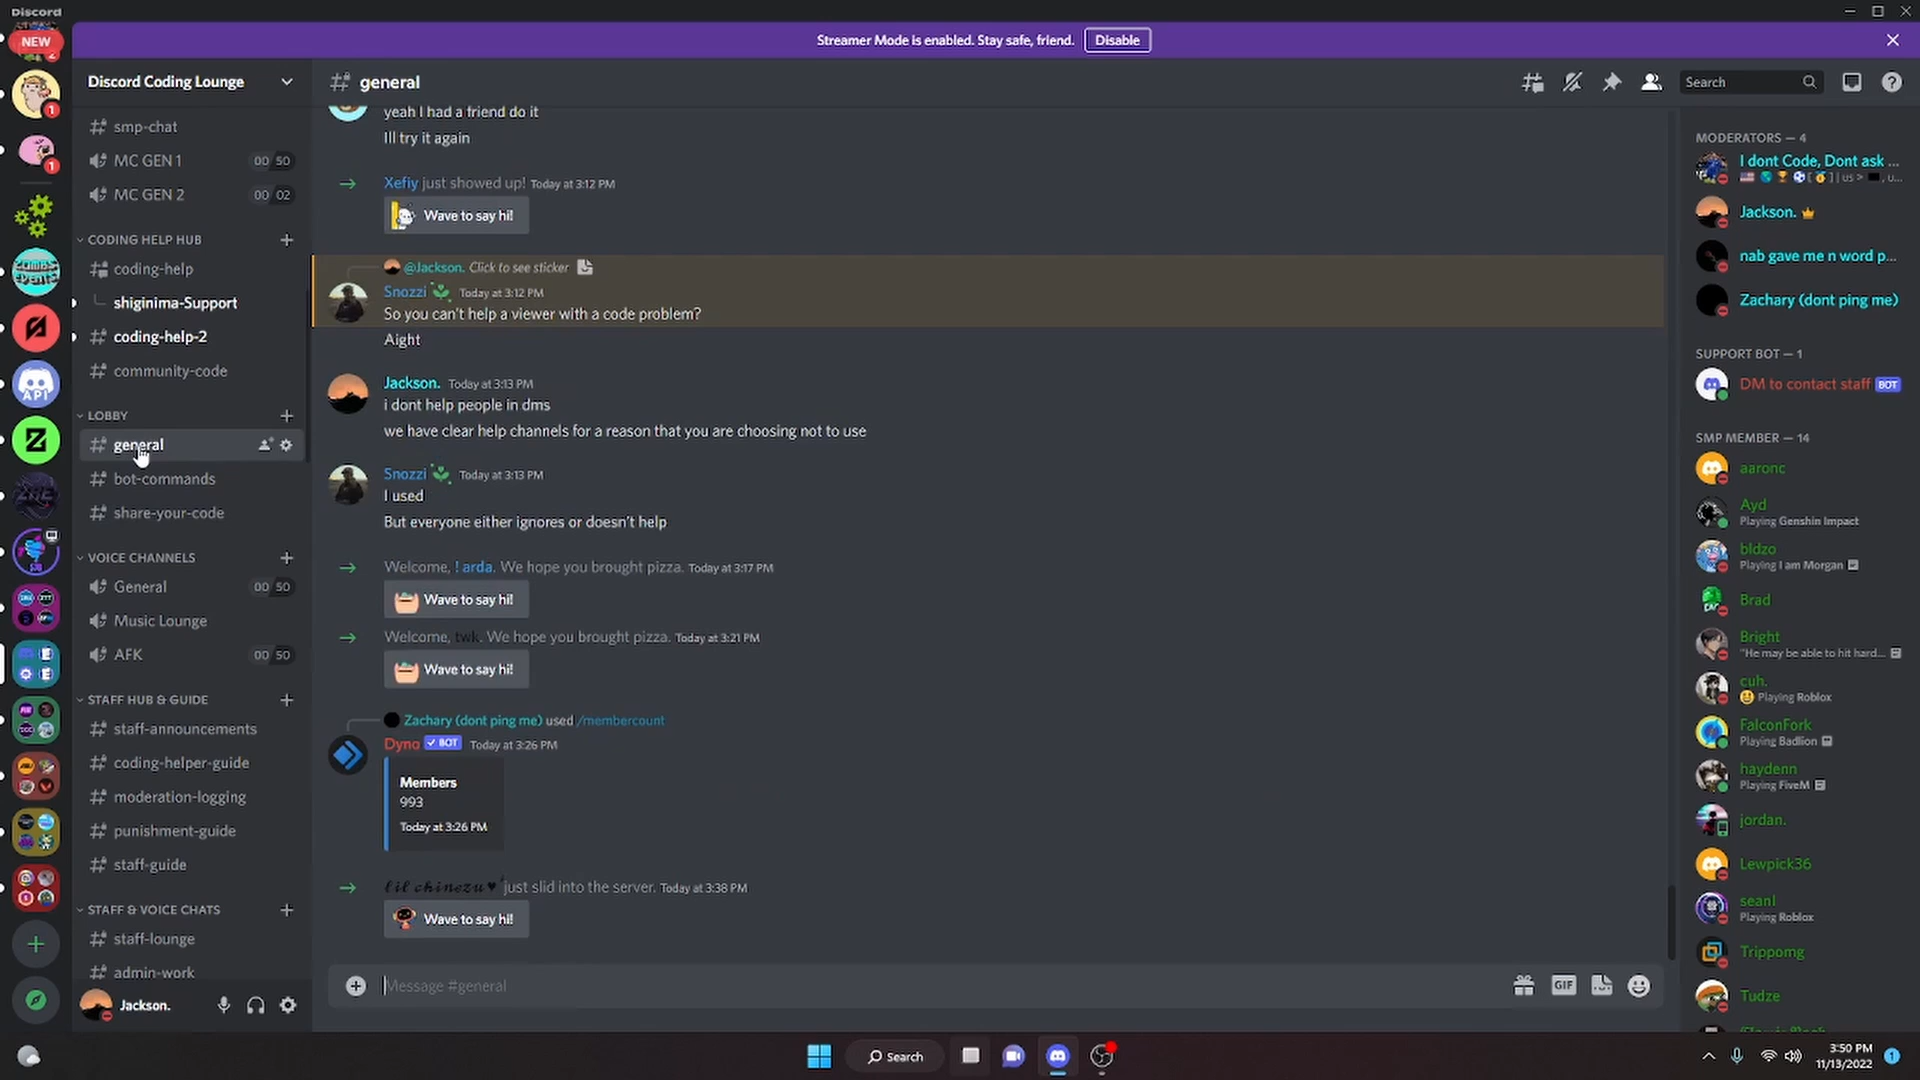 Discord
NEW
2
1
1
API
Streamer Mode is enabled. Stay safe, friend.
Disable
Discord Coding Lounge
smp-chat
MC GEN 1
00 50
MC GEN 2
00 02
CODING HELP HUB
coding-help
shiginima-Support
coding-help-2
community-code
LOBBY
general
bot-commands
share-your-code
VOICE CHANNELS
General
00 50
Music Lounge
AFK
00 50
STAFF HUB & GUIDE
staff-announcements
coding-helper-guide
moderation-logging
punishment-guide
staff-guide
STAFF & VOICE CHATS
staff-lounge
admin-work
Jackson.
general
Search
yeah I had a friend do it
Ill try it again
Xefiy just showed up! Today at 3:12 PM
Wave to say hi!
@Jackson. Click to see sticker
Snozzi Today at 3:12 PM
So you can't help a viewer with a code problem?
Aight
Jackson. Today at 3:13 PM
i dont help people in dms
we have clear help channels for a reason that you are choosing not to use
Snozzi Today at 3:13 PM
I used
But everyone either ignores or doesn't help
Welcome, ! arda. We hope you brought pizza. Today at 3:17 PM
Wave to say hi!
Welcome, twk. We hope you brought pizza. Today at 3:21 PM
Wave to say hi!
Zachary (dont ping me) used /membercount
Dyno BOT Today at 3:26 PM
Members
993
Today at 3:26 PM
lil chinezu♥ just slid into the server. Today at 3:38 PM
Wave to say hi!
Message #general
GIF
MODERATORS — 4
I dont Code, Dont ask ...
Jackson.
nab gave me n word p...
Zachary (dont ping me)
SUPPORT BOT — 1
DM to contact staff BOT
SMP MEMBER — 14
aaronc
Ayd
Playing Genshin Impact
bldzo
Playing I am Morgan
Brad
Bright
"He may be able to hit hard...
cuh.
Playing Roblox
FalconFork
Playing Badlion
haydenn
Playing FiveM
jordan.
Lewpick36
seanl
Playing Roblox
Trippomg
Tudze
Search
3:50 PM
11/13/2022
1